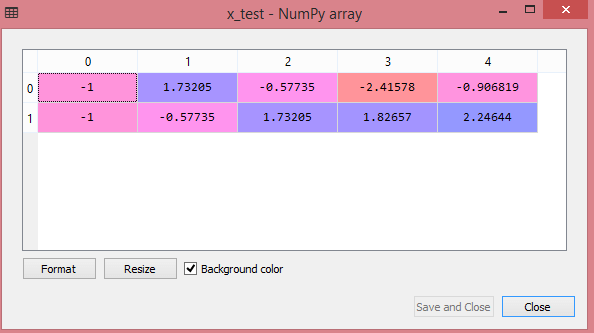 x_test - NumPy array
0 1 2 3 4
0 -1 1.73205 -0.57735 -2.41578 -0.906819
1 -1 -0.57735 1.73205 1.82657 2.24644
Format Resize Background color
Save and Close Close